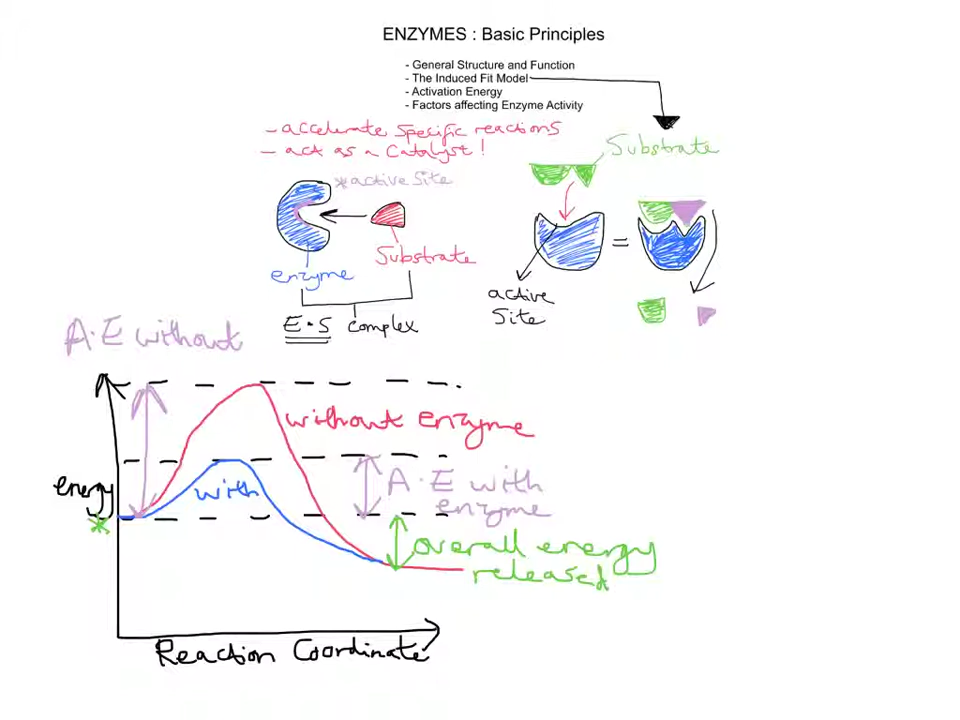 ENZYMES : Basic Principles
- General Structure and Function
- The Induced Fit Model
- Activation Energy
- Factors affecting Enzyme Activity
- accelerate specific reactions
- act as a Catalyst!
Substrate
*active Site
Substrate
enzyme
active
Site
E·S complex
=
A·E without
without enzyme
energy
with
A·E with
enzyme
*
overall energy
released
Reaction Coordinate